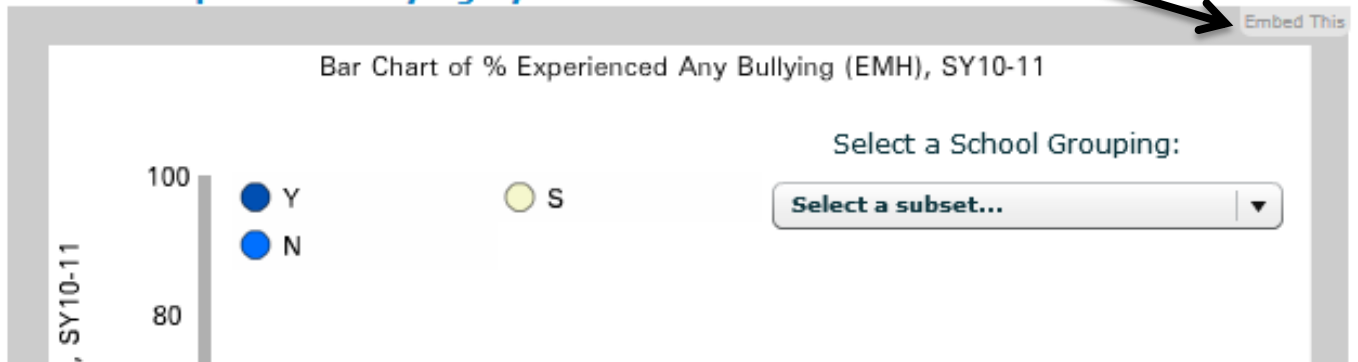 Embed This
Bar Chart of % Experienced Any Bullying (EMH), SY10-11
Select a School Grouping:
100
Y
S
Select a subset...
N
80
, SY10-11